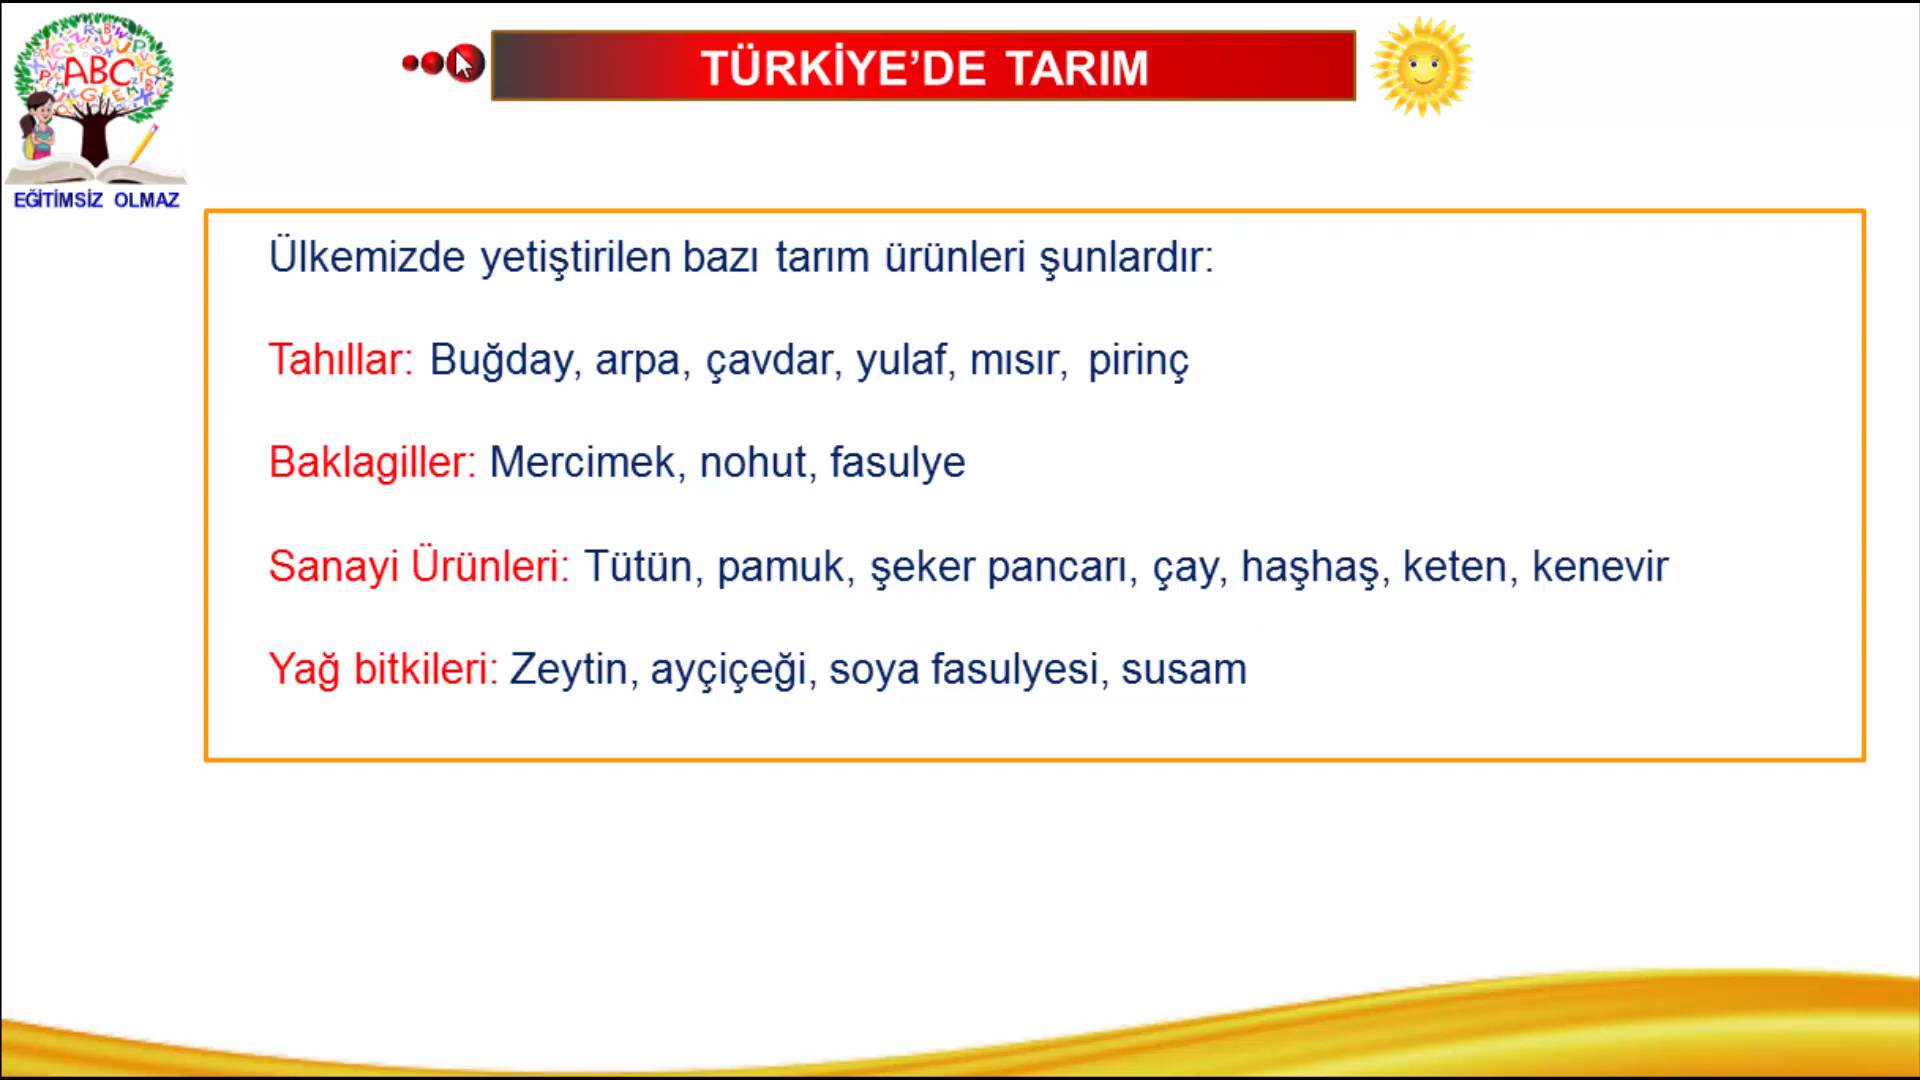 TÜRKİYE’DE TARIM
ABC
EĞİTİMSİZ OLMAZ
Ülkemizde yetiştirilen bazı tarım ürünleri şunlardır:
Tahıllar: Buğday, arpa, çavdar, yulaf, mısır, pirinç
Baklagiller: Mercimek, nohut, fasulye
Sanayi Ürünleri: Tütün, pamuk, şeker pancarı, çay, haşhaş, keten, kenevir
Yağ bitkileri: Zeytin, ayçiçeği, soya fasulyesi, susam